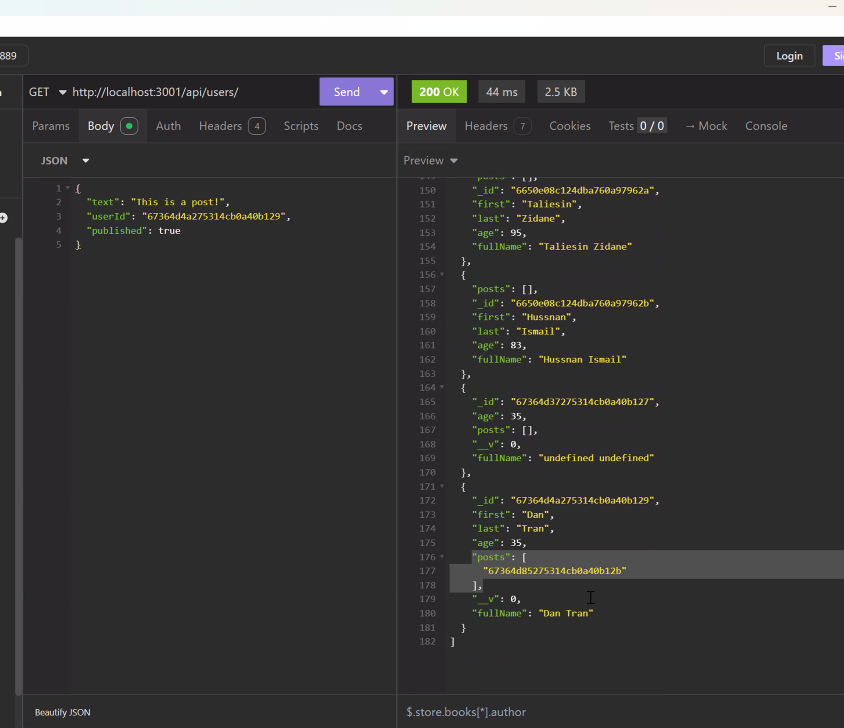 889
Login
GET http://localhost:3001/api/users/ Send
200 OK 44 ms 2.5 KB
Params Body Auth Headers 4 Scripts Docs
Preview Headers 7 Cookies Tests 0 / 0 → Mock Console
JSON
Preview
1 {
2 "text": "This is a post!",
3 "userId": "67364d4a275314cb0a40b129",
4 "published": true
5 }
149 "posts": [],
150 "_id": "6650e08c124dba760a97962a",
151 "first": "Taliesin",
152 "last": "Zidane",
153 "age": 95,
154 "fullName": "Taliesin Zidane"
155 },
156 {
157 "posts": [],
158 "_id": "6650e08c124dba760a97962b",
159 "first": "Hussnan",
160 "last": "Ismail",
161 "age": 83,
162 "fullName": "Hussnan Ismail"
163 },
164 {
165 "_id": "67364d37275314cb0a40b127",
166 "age": 35,
167 "posts": [],
168 "__v": 0,
169 "fullName": "undefined undefined"
170 },
171 {
172 "_id": "67364d4a275314cb0a40b129",
173 "first": "Dan",
174 "last": "Tran",
175 "age": 35,
176 "posts": [
177 "67364d85275314cb0a40b12b"
178 ],
179 "__v": 0,
180 "fullName": "Dan Tran"
181 }
182 ]
Beautify JSON
$.store.books[*].author